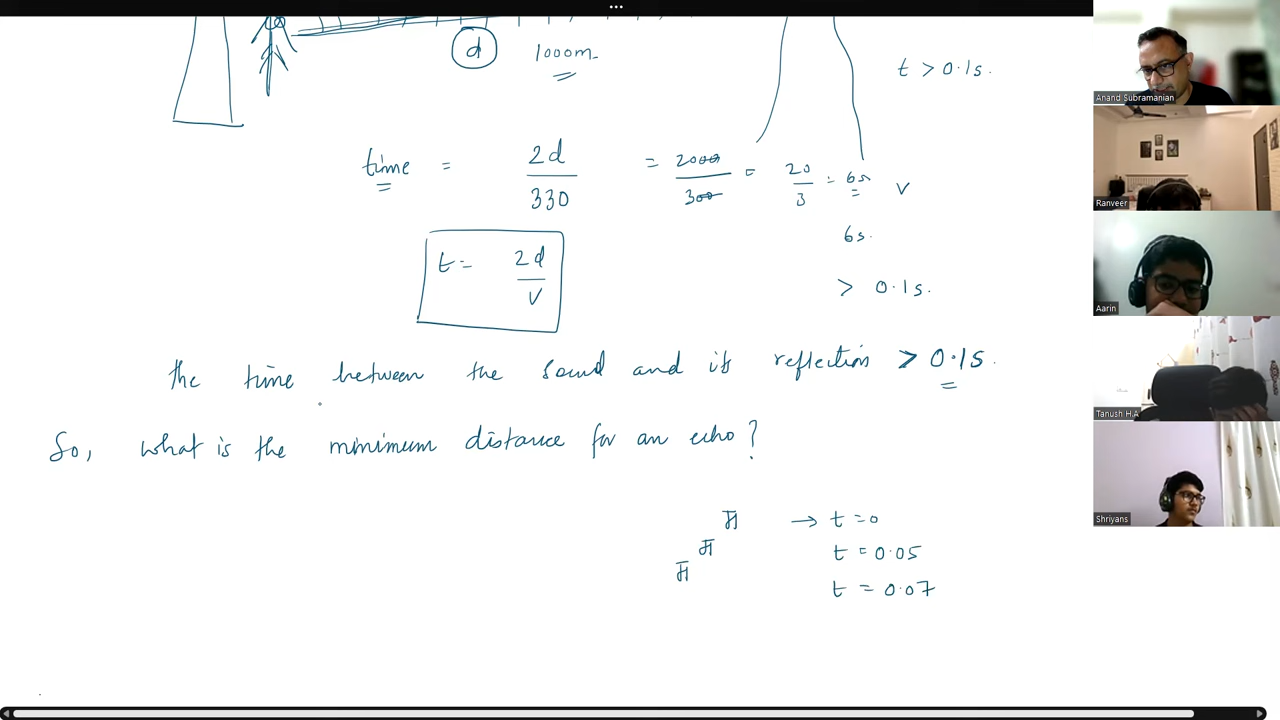 d 1000m
t > 0.1s.
time = 2d/330 = 2000/300 = 20/3 = 6s v
6s.
t = 2d/v
> 0.1s.
the time between the sound and its reflection > 0.1s.
So, what is the minimum distance for an echo?
→ t = 0
t = 0.05
t = 0.07
Anand Subramanian
Ranveer
Aarin
Tanush H.A
Shriyans